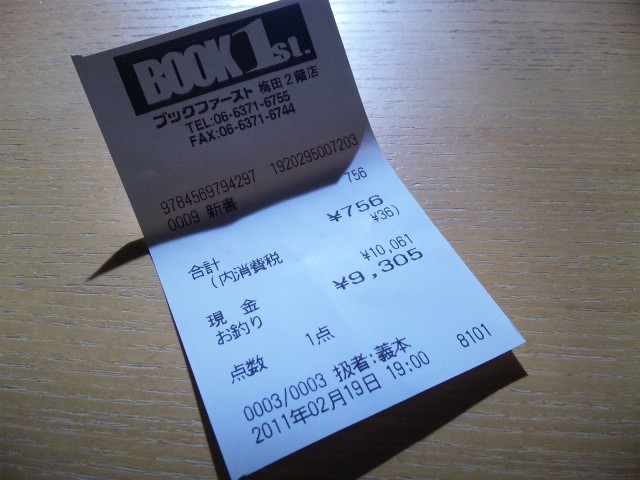 BOOK 1st.
ブックファースト 梅田2階店
TEL:06-6371-6755
FAX:06-6371-6744
9784569794297 1920295007203
0009 新書 756
合計 ¥756
(内消費税 ¥36)
現 金 ¥10,061
お釣り ¥9,305
点数 1点
0003/0003 扱者:義本 8101
2011年02月19日 19:00